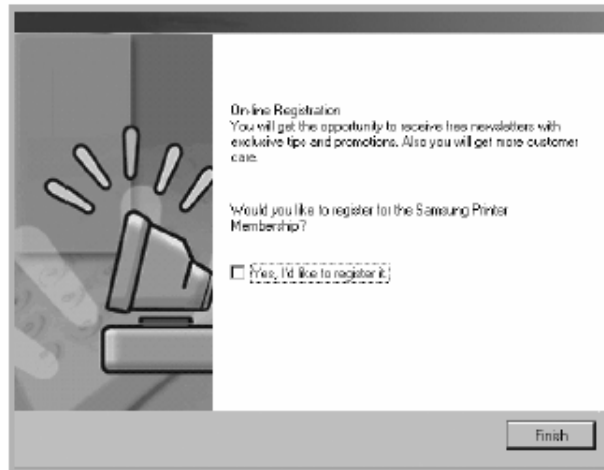 On-line Registration
You will get the opportunity to receive free newsletters with
exclusive tips and promotions. Also you will get more customer
care.
Would you like to register for the Samsung Printer
Membership?
Yes, I'd like to register it.
Finish